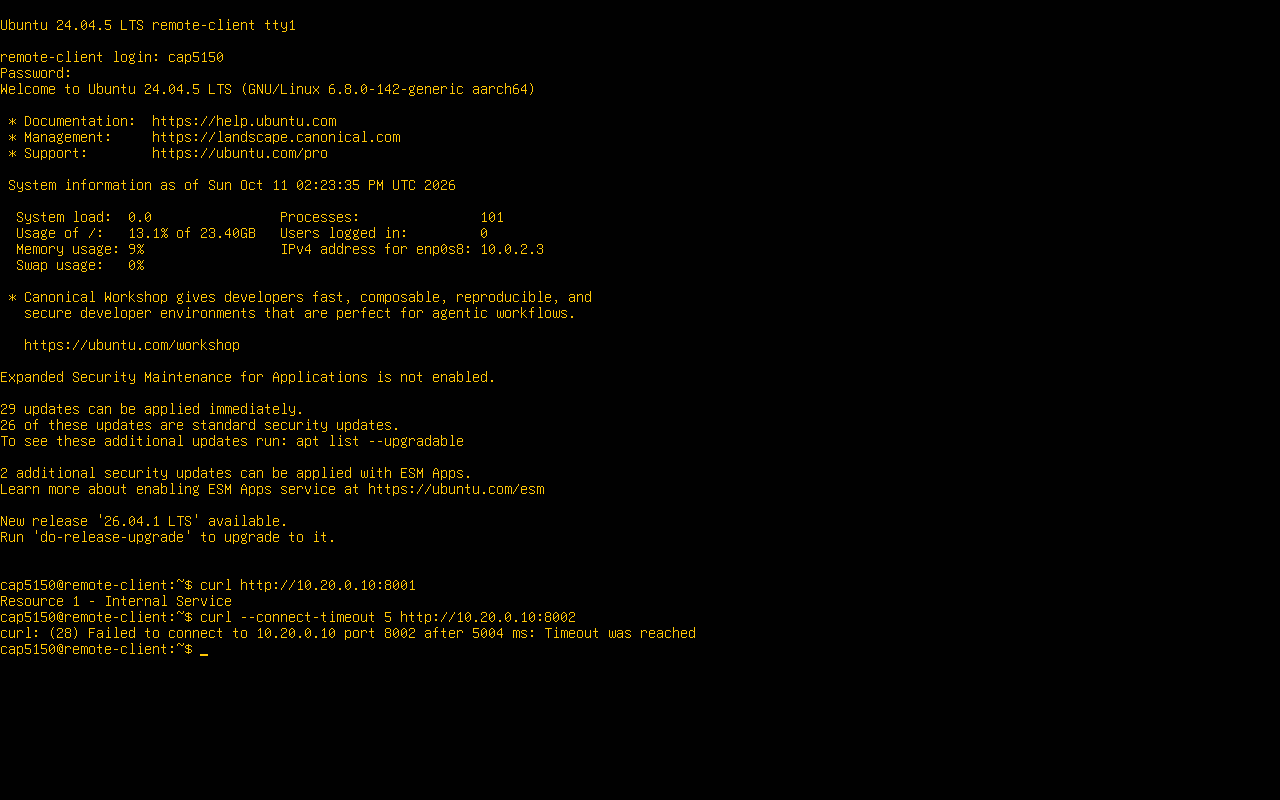 Ubuntu 24.04.5 LTS remote-client tty1
remote-client login: cap5150
Password:
Welcome to Ubuntu 24.04.5 LTS (GNU/Linux 6.8.0-142-generic aarch64)
* Documentation:  https://help.ubuntu.com
* Management:     https://landscape.canonical.com
* Support:        https://ubuntu.com/pro
System information as of Sun Oct 11 02:23:35 PM UTC 2026
System load:  0.0                Processes:               101
Usage of /:   13.1% of 23.40GB   Users logged in:         0
Memory usage: 9%                 IPv4 address for enp0s8: 10.0.2.3
Swap usage:   0%
* Canonical Workshop gives developers fast, composable, reproducible, and
secure developer environments that are perfect for agentic workflows.
https://ubuntu.com/workshop
Expanded Security Maintenance for Applications is not enabled.
29 updates can be applied immediately.
26 of these updates are standard security updates.
To see these additional updates run: apt list --upgradable
2 additional security updates can be applied with ESM Apps.
Learn more about enabling ESM Apps service at https://ubuntu.com/esm
New release '26.04.1 LTS' available.
Run 'do-release-upgrade' to upgrade to it.
cap5150@remote-client:~$ curl http://10.20.0.10:8001
Resource 1 - Internal Service
cap5150@remote-client:~$ curl --connect-timeout 5 http://10.20.0.10:8002
curl: (28) Failed to connect to 10.20.0.10 port 8002 after 5004 ms: Timeout was reached
cap5150@remote-client:~$ _